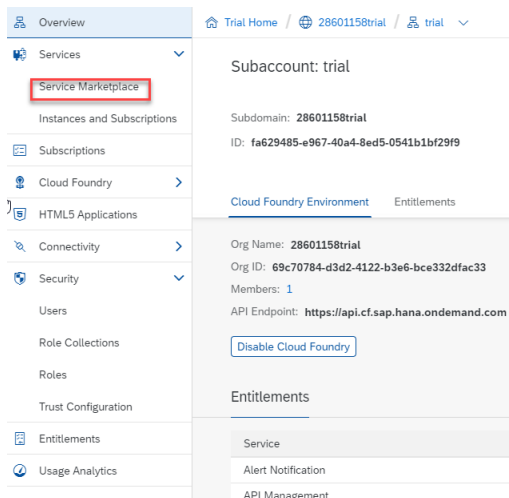 Overview
Services
Service Marketplace
Instances and Subscriptions
Subscriptions
Cloud Foundry
HTML5 Applications
Connectivity
Security
Users
Role Collections
Roles
Trust Configuration
Entitlements
Usage Analytics
Trial Home / 28601158trial / trial
Subaccount: trial
Subdomain: 28601158trial
ID: fa629485-e967-40a4-8ed5-0541b1bf29f9
Cloud Foundry Environment Entitlements
Org Name: 28601158trial
Org ID: 69c70784-d3d2-4122-b3e6-bce332dfac33
Members: 1
API Endpoint: https://api.cf.sap.hana.ondemand.com
Disable Cloud Foundry
Entitlements
Service
Alert Notification
API Management